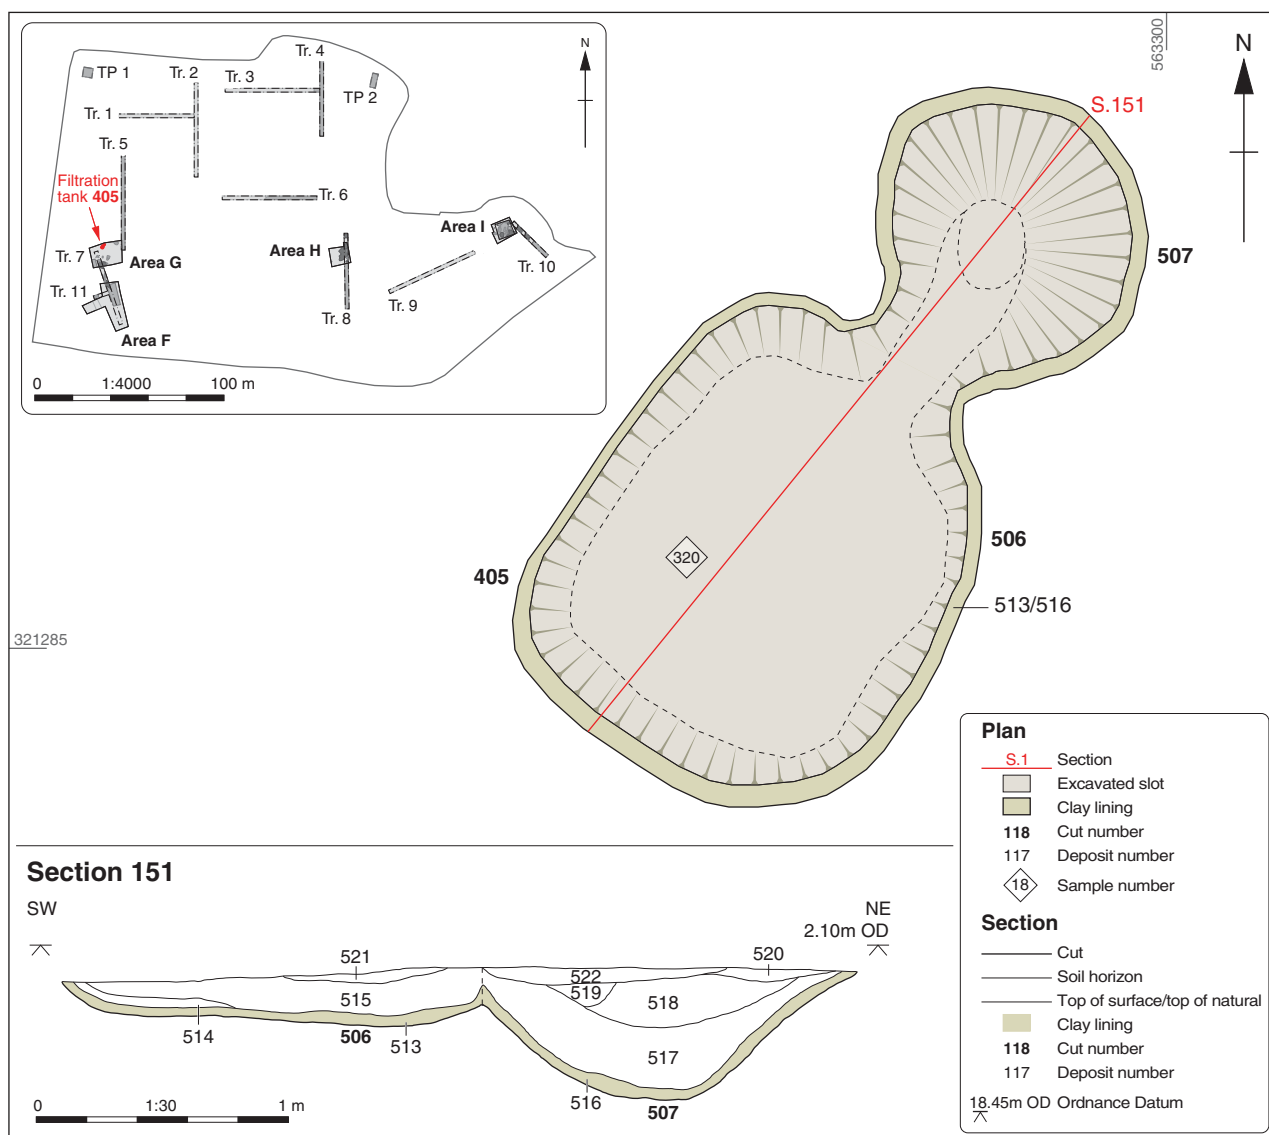 Tr. 4
N
TP 1
Tr. 2
Tr. 3
TP 2
Tr. 1
Tr. 5
Filtration
tank 405
Tr. 6
Area I
Tr. 7
Area G
Area H
Tr. 10
Tr. 11
Tr. 9
Tr. 8
Area F
0 1:4000 100 m
563300
N
S.151
507
320
405
506
513/516
321285
Plan
S.1 Section
Excavated slot
Clay lining
118 Cut number
117 Deposit number
18 Sample number
Section
Cut
Soil horizon
Top of surface/top of natural
Clay lining
118 Cut number
117 Deposit number
18.45m OD Ordnance Datum
Section 151
SW
NE
2.10m OD
521
520
522
519
515
518
514
506
513
517
516
507
0 1:30 1 m